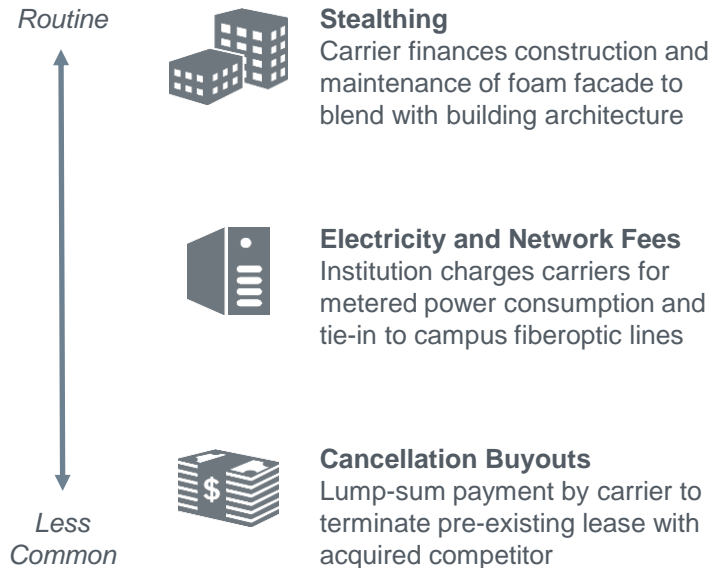 Routine
Stealthing
Carrier finances construction and
maintenance of foam facade to
blend with building architecture
Electricity and Network Fees
Institution charges carriers for
metered power consumption and
tie-in to campus fiberoptic lines
$
Cancellation Buyouts
Lump-sum payment by carrier to
terminate pre-existing lease with
acquired competitor
Less
Common